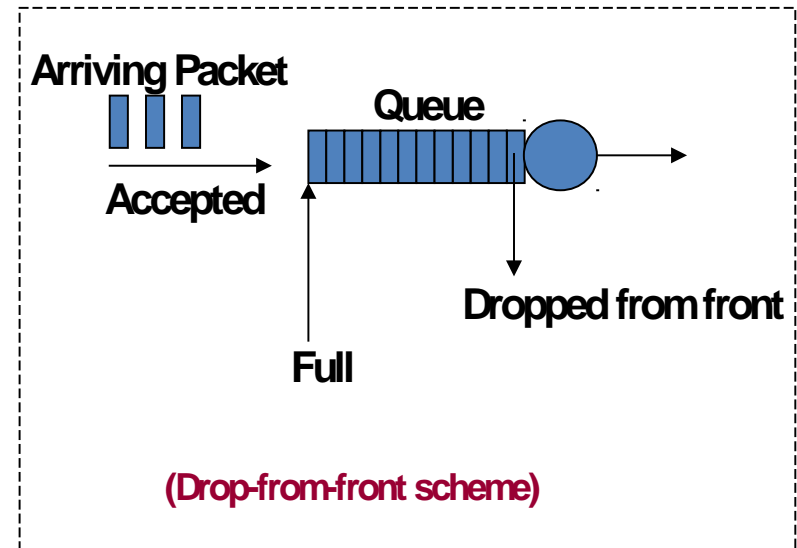 Arriving Packet
Queue
Accepted
Dropped from front
Full
(Drop-from-front scheme)